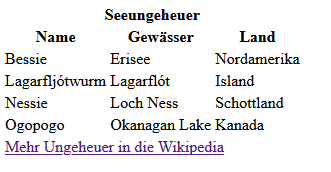 Seeungeheuer
Name Gewässer Land
Bessie Erisee Nordamerika
Lagarfljótwurm Lagarflót Island
Nessie Loch Ness Schottland
Ogopogo Okanagan Lake Kanada
Mehr Ungeheuer in die Wikipedia